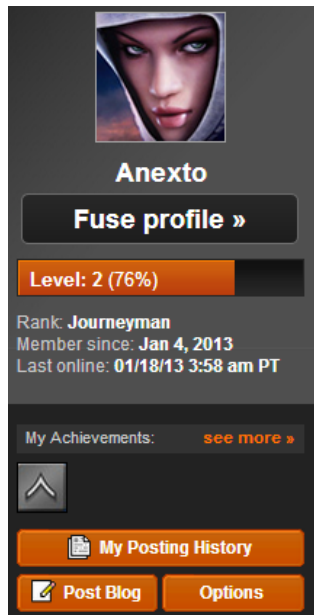 Anexto
Fuse profile »
Level: 2 (76%)
Rank: Journeyman
Member since: Jan 4, 2013
Last online: 01/18/13 3:58 am PT
My Achievements: see more »
My Posting History
Post Blog Options